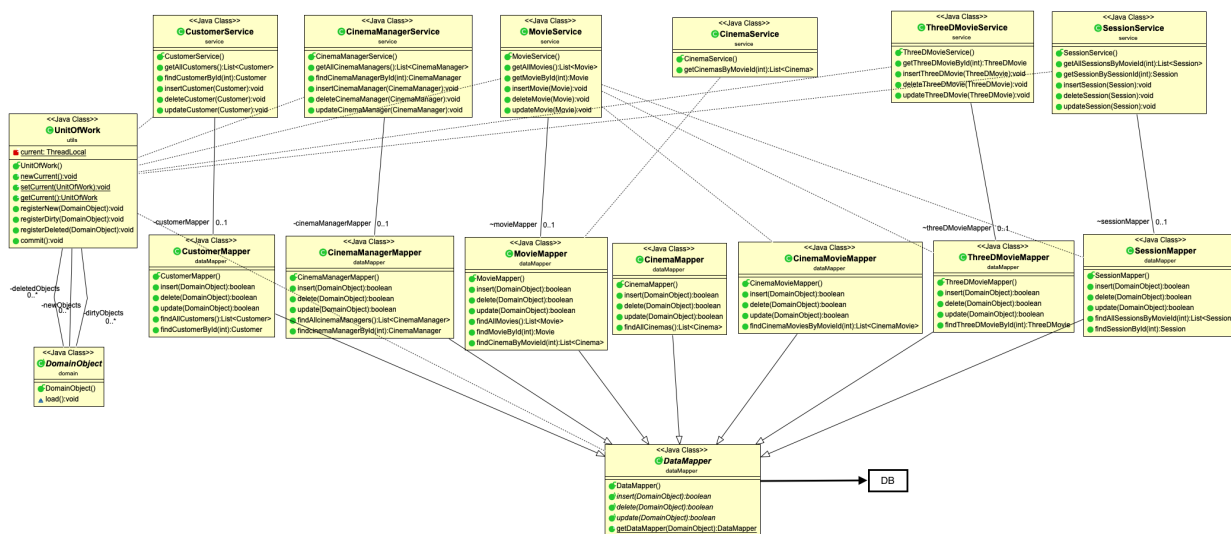 <<Java Class>>
CustomerService
service
CustomerService()
getAllCustomers():List<Customer>
findCustomerById(int):Customer
insertCustomer(Customer):void
deleteCustomer(Customer):void
updateCustomer(Customer):void
<<Java Class>>
CinemaManagerService
service
CinemaManagerService()
getAllCinemaManagers():List<CinemaManager>
findCinemaManagerById(int):CinemaManager
insertCinemaManager(CinemaManager):void
deleteCinemaManager(CinemaManager):void
updateCinemaManager(CinemaManager):void
<<Java Class>>
MovieService
service
MovieService()
getAllMovies():List<Movie>
getMovieById(int):Movie
insertMovie(Movie):void
deleteMovie(Movie):void
updateMovie(Movie):void
<<Java Class>>
CinemaService
service
CinemaService()
getCinemasByMovieId(int):List<Cinema>
<<Java Class>>
ThreeDMovieService
service
ThreeDMovieService()
getThreeDMovieById(int):ThreeDMovie
insertThreeDMovie(ThreeDMovie):void
deleteThreeDMovie(ThreeDMovie):void
updateThreeDMovie(ThreeDMovie):void
<<Java Class>>
SessionService
service
SessionService()
getAllSessionsByMovieId(int):List<Session>
getSessionBySessionId(int):Session
insertSession(Session):void
deleteSession(Session):void
updateSession(Session):void
<<Java Class>>
UnitOfWork
utils
current: ThreadLocal
UnitOfWork()
newCurrent():void
setCurrent(UnitOfWork):void
getCurrent():UnitOfWork
registerNew(DomainObject):void
registerDirty(DomainObject):void
registerDeleted(DomainObject):void
commit():void
-customerMapper 0..1
-cinemaManagerMapper 0..1
~movieMapper 0..1
~threeDMovieMapper 0..1
~sessionMapper 0..1
<<Java Class>>
CustomerMapper
dataMapper
CustomerMapper()
insert(DomainObject):boolean
delete(DomainObject):boolean
update(DomainObject):boolean
findAllCustomers():List<Customer>
findCustomerById(int):Customer
<<Java Class>>
CinemaManagerMapper
dataMapper
CinemaManagerMapper()
insert(DomainObject):boolean
delete(DomainObject):boolean
update(DomainObject):boolean
findAllcinemaManagers():List<CinemaManager>
findcinemaManagerById(int):CinemaManager
<<Java Class>>
MovieMapper
dataMapper
MovieMapper()
insert(DomainObject):boolean
delete(DomainObject):boolean
update(DomainObject):boolean
findAllMovies():List<Movie>
findMovieById(int):Movie
findCinemaByMovieId(int):List<Cinema>
<<Java Class>>
CinemaMapper
dataMapper
CinemaMapper()
insert(DomainObject):boolean
delete(DomainObject):boolean
update(DomainObject):boolean
findAllCinemas():List<Cinema>
<<Java Class>>
CinemaMovieMapper
dataMapper
CinemaMovieMapper()
insert(DomainObject):boolean
delete(DomainObject):boolean
update(DomainObject):boolean
findCinemaMoviesByMovieId(int):List<CinemaMovie>
<<Java Class>>
ThreeDMovieMapper
dataMapper
ThreeDMovieMapper()
insert(DomainObject):boolean
delete(DomainObject):boolean
update(DomainObject):boolean
findThreeDMovieById(int):ThreeDMovie
<<Java Class>>
SessionMapper
dataMapper
SessionMapper()
insert(DomainObject):boolean
delete(DomainObject):boolean
update(DomainObject):boolean
findAllSessionsByMovieId(int):List<Session
findSessionById(int):Session
-deletedObjects
0..*
-newObjects
0..*
-dirtyObjects
0..*
<<Java Class>>
DomainObject
domain
DomainObject()
load():void
<<Java Class>>
DataMapper
dataMapper
DataMapper()
insert(DomainObject):boolean
delete(DomainObject):boolean
update(DomainObject):boolean
getDataMapper(DomainObject):DataMapper
DB